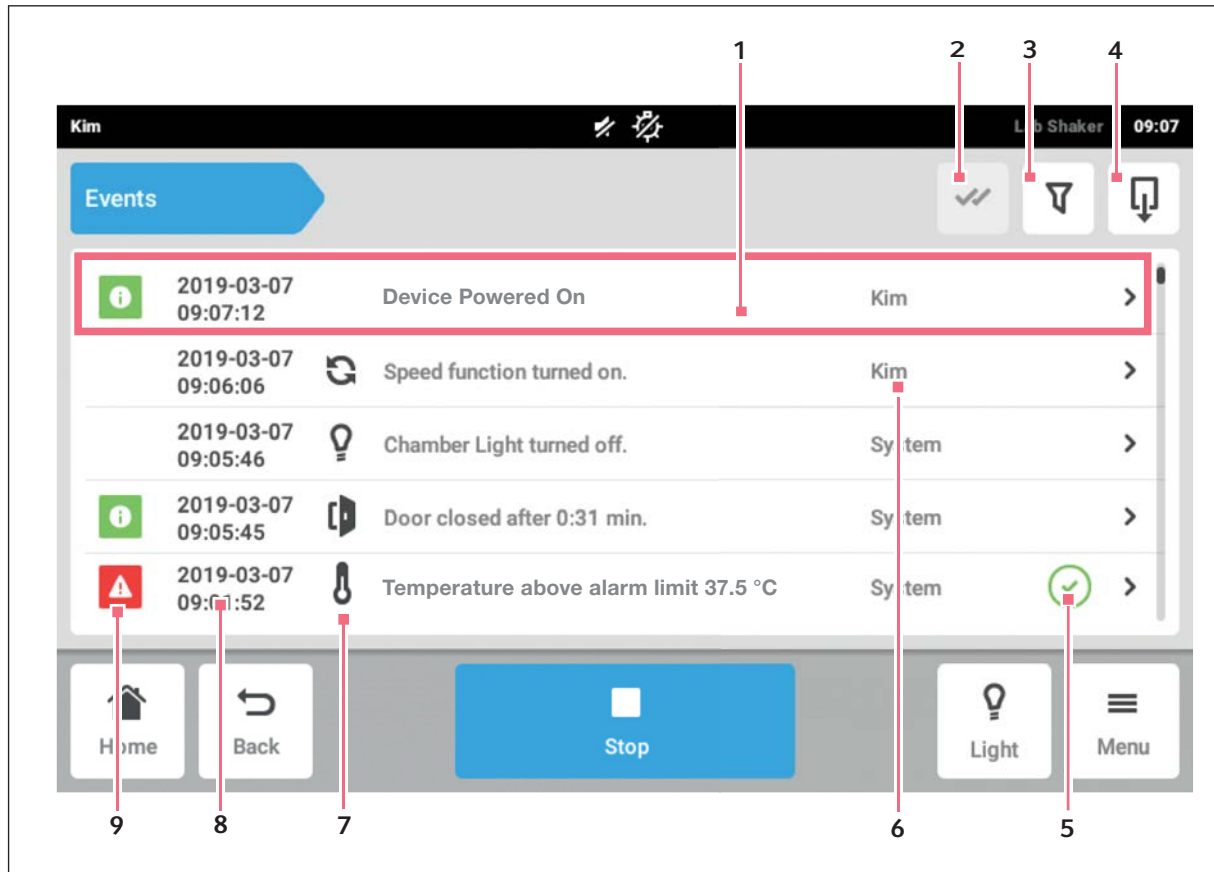 1 2 3 4
Kim Lab Shaker 09:07
Events
2019-03-07
09:07:12
Device Powered On Kim
2019-03-07
09:06:06
Speed function turned on. Kim
2019-03-07
09:05:46
Chamber Light turned off. System
2019-03-07
09:05:45
Door closed after 0:31 min. System
2019-03-07
Temperature above alarm limit 37.5 °C System
Home Back Stop Light Menu
9 8 7 6 5